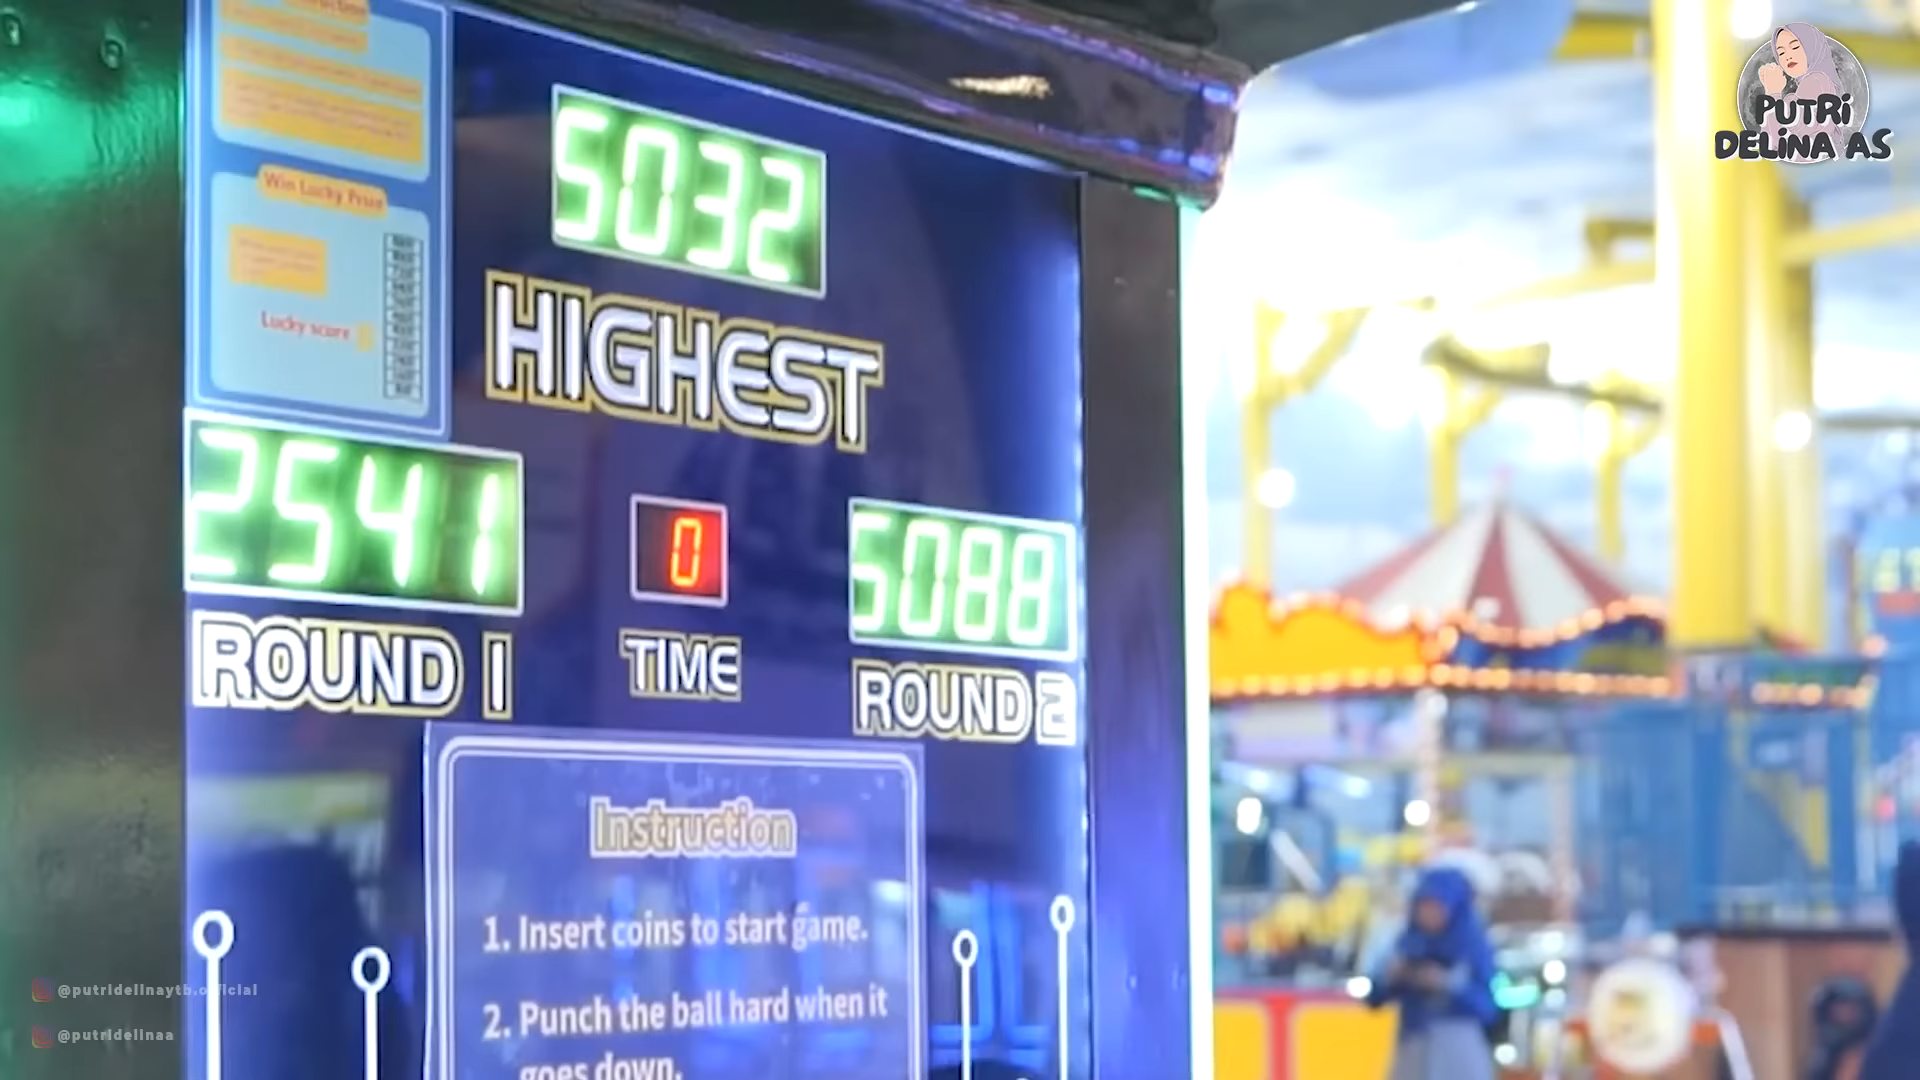 PUTRI
DELINA AS
5032
HIGHEST
Win Lucky Prize
Lucky score
2541
0
5088
ROUND 1
TIME
ROUND 2
Instruction
1. Insert coins to start game.
2. Punch the ball hard when it
goes down.
@putridelinaytb.official
@putridelinaa